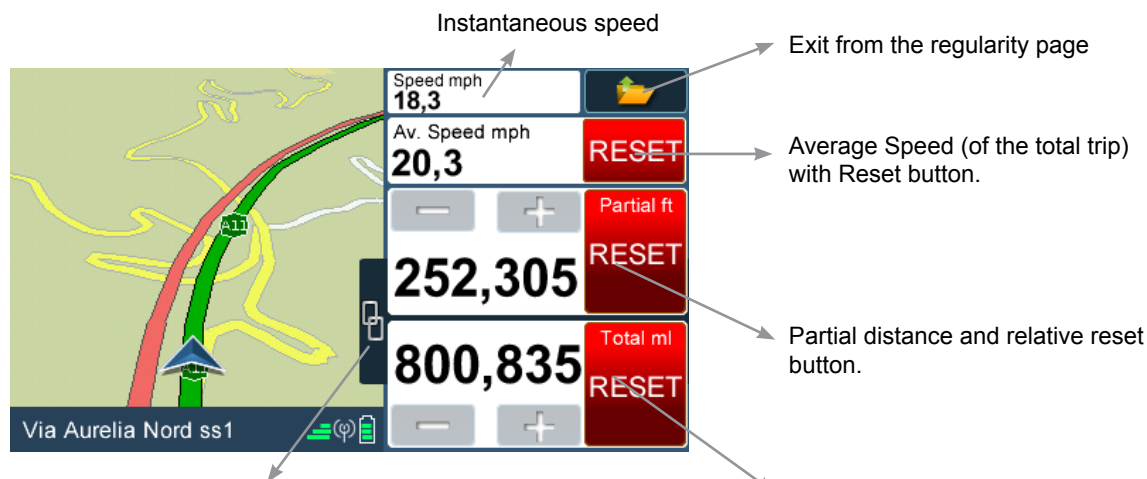 Instantaneous speed
Exit from the regularity page
Speed mph
18,3
Av. Speed mph
20,3
RESET
Average Speed (of the total trip)
with Reset button.
A11
Partial ft
RESET
252,305
Partial distance and relative reset
button.
Total ml
RESET
800,835
Via Aurelia Nord ss1